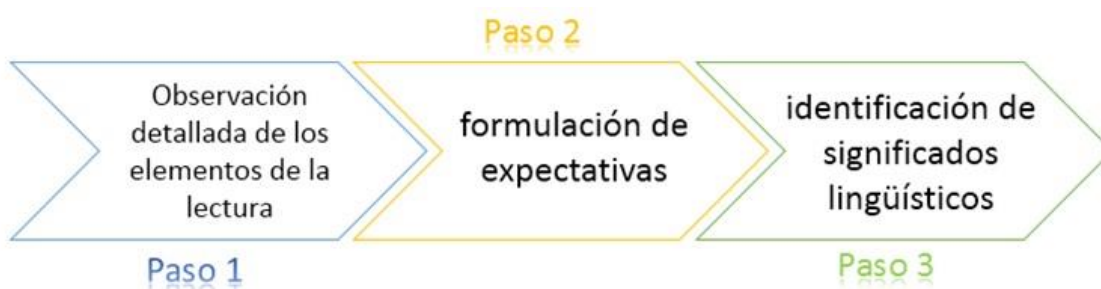 Paso 2
Observación
detallada de los
elementos de la
lectura
formulación de
expectativas
identificación de
significados
lingüísticos
Paso 1
Paso 3